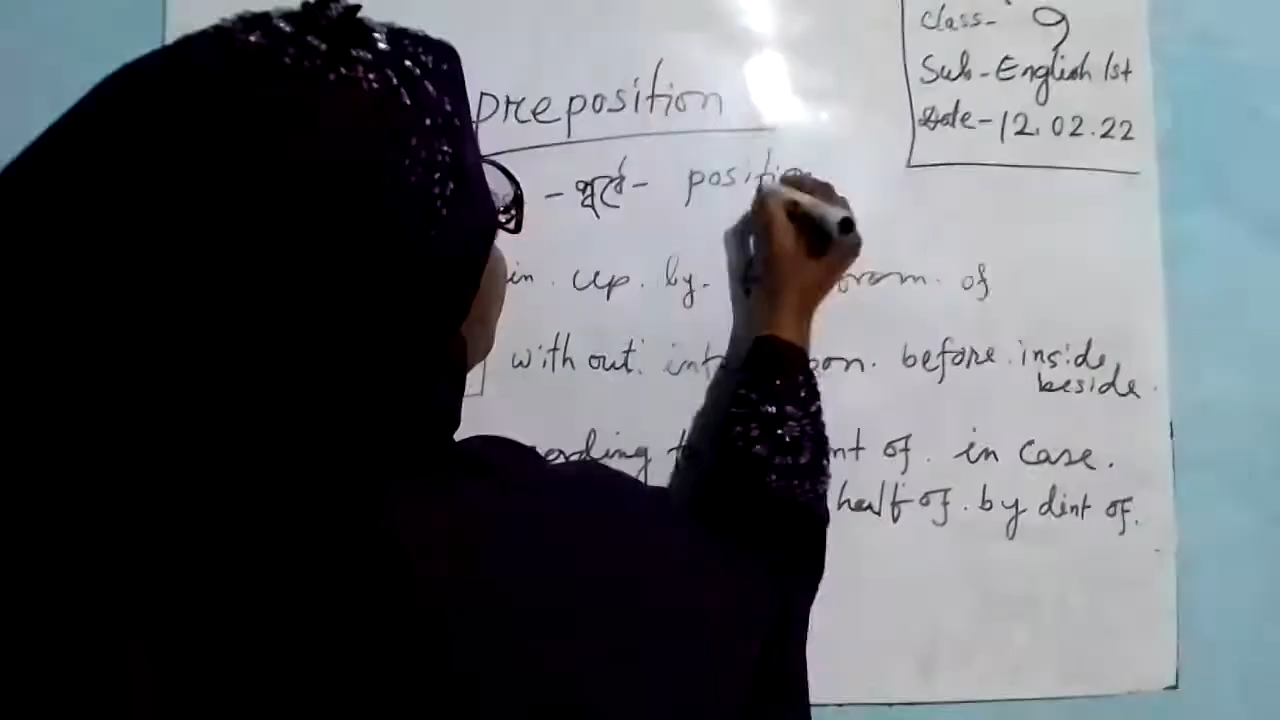 class- 9
Sub- English 1st
Date- 12.02.22
preposition
- পূর্বে- position
in. up. by. of
with out. before. inside,
beside.
of. in case.
half of. by dint of.